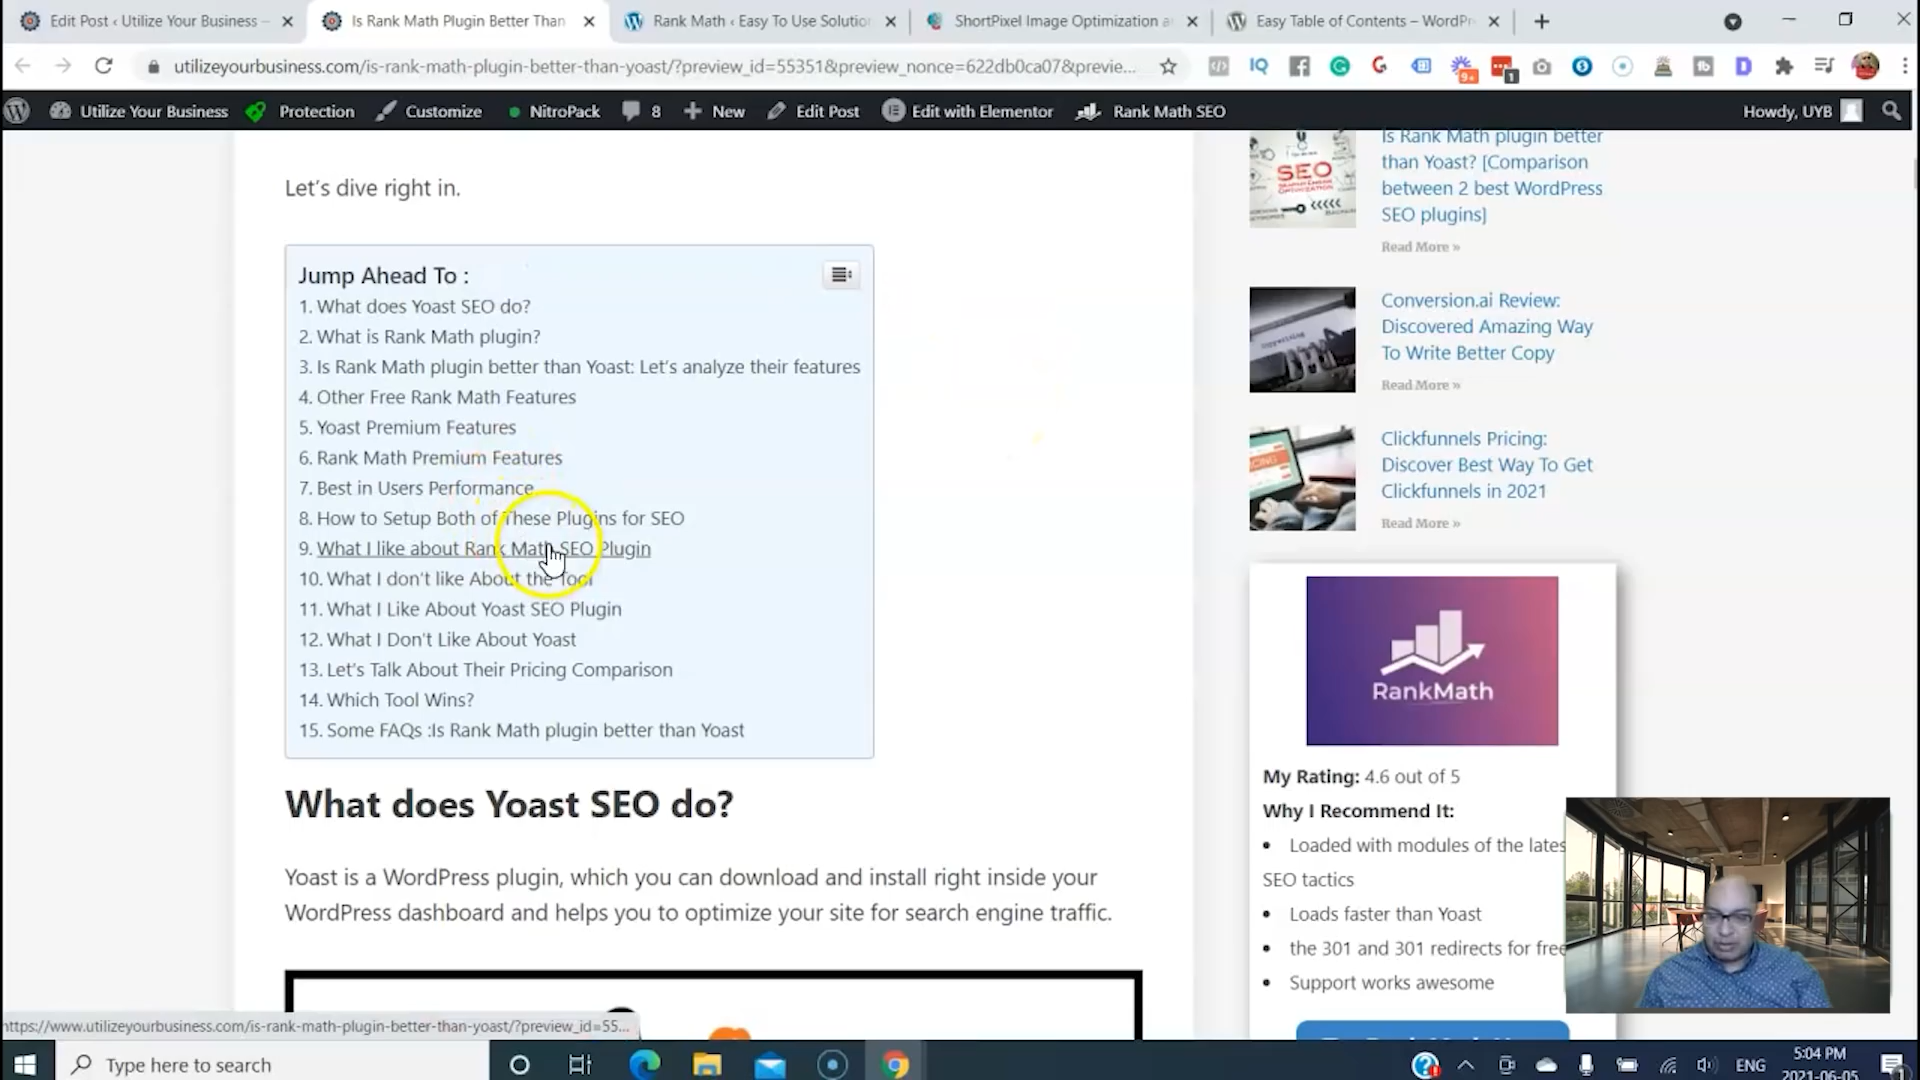 Edit Post ‹ Utilize Your Business –
Is Rank Math Plugin Better Than
Rank Math ‹ Easy To Use Solution
ShortPixel Image Optimization a
Easy Table of Contents – WordPr
utilizeyourbusiness.com/is-rank-math-plugin-better-than-yoast/?preview_id=55351&preview_nonce=622db0ca07&previe...
IQ
9+
1
Utilize Your Business
Protection
Customize
NitroPack
8
New
Edit Post
Edit with Elementor
Rank Math SEO
Howdy, UYB
Let's dive right in.
Jump Ahead To :
1. What does Yoast SEO do?
2. What is Rank Math plugin?
3. Is Rank Math plugin better than Yoast: Let's analyze their features
4. Other Free Rank Math Features
5. Yoast Premium Features
6. Rank Math Premium Features
7. Best in Users Performance
8. How to Setup Both of These Plugins for SEO
9. What I like about Rank Math SEO Plugin
10. What I don't like About the Tool
11. What I Like About Yoast SEO Plugin
12. What I Don't Like About Yoast
13. Let's Talk About Their Pricing Comparison
14. Which Tool Wins?
15. Some FAQs :Is Rank Math plugin better than Yoast
What does Yoast SEO do?
Yoast is a WordPress plugin, which you can download and install right inside your
WordPress dashboard and helps you to optimize your site for search engine traffic.
SEO
Is Rank Math plugin better
than Yoast? [Comparison
between 2 best WordPress
SEO plugins]
Read More »
Conversion.ai Review:
Discovered Amazing Way
To Write Better Copy
Read More »
Clickfunnels Pricing:
Discover Best Way To Get
Clickfunnels in 2021
Read More »
RankMath
My Rating: 4.6 out of 5
Why I Recommend It:
Loaded with modules of the lates
SEO tactics
Loads faster than Yoast
the 301 and 301 redirects for free
Support works awesome
https://www.utilizeyourbusiness.com/is-rank-math-plugin-better-than-yoast/?preview_id=55...
Type here to search
ENG
5:04 PM
2021-06-05
1